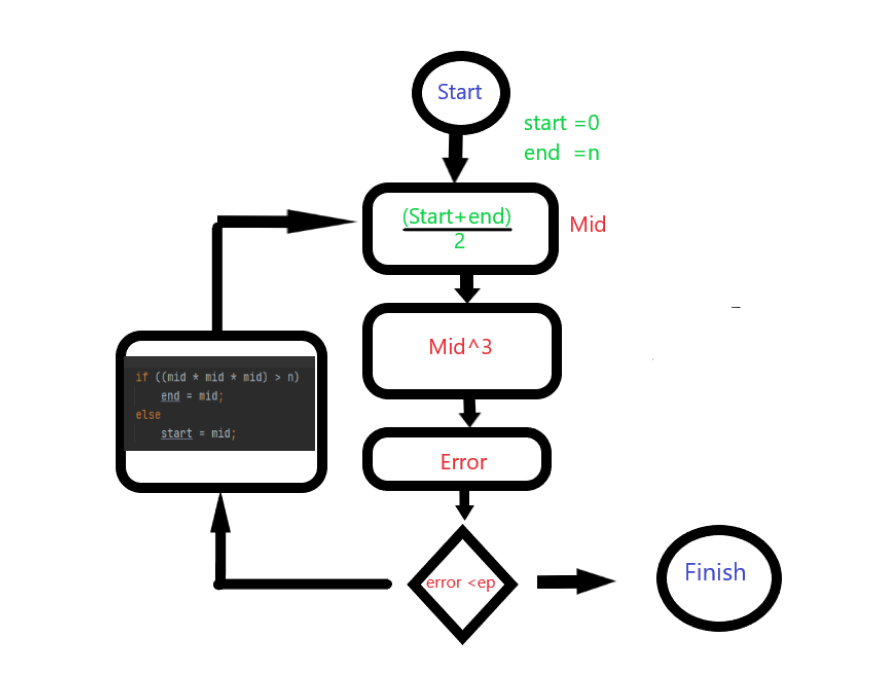 Start
start =0
end =n
(Start+end)
2
Mid
Mid^3
if ((mid * mid * mid) > n)
end = mid;
else
start = mid;
Error
error <ep
Finish